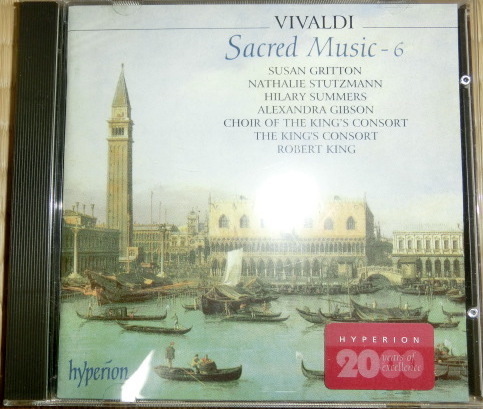 VIVALDI
Sacred Music - 6
SUSAN GRITTON
NATHALIE STUTZMANN
HILARY SUMMERS
ALEXANDRA GIBSON
CHOIR OF THE KING'S CONSORT
THE KING'S CONSORT
ROBERT KING
HYPERION
2000
years of
excellence
hyperion